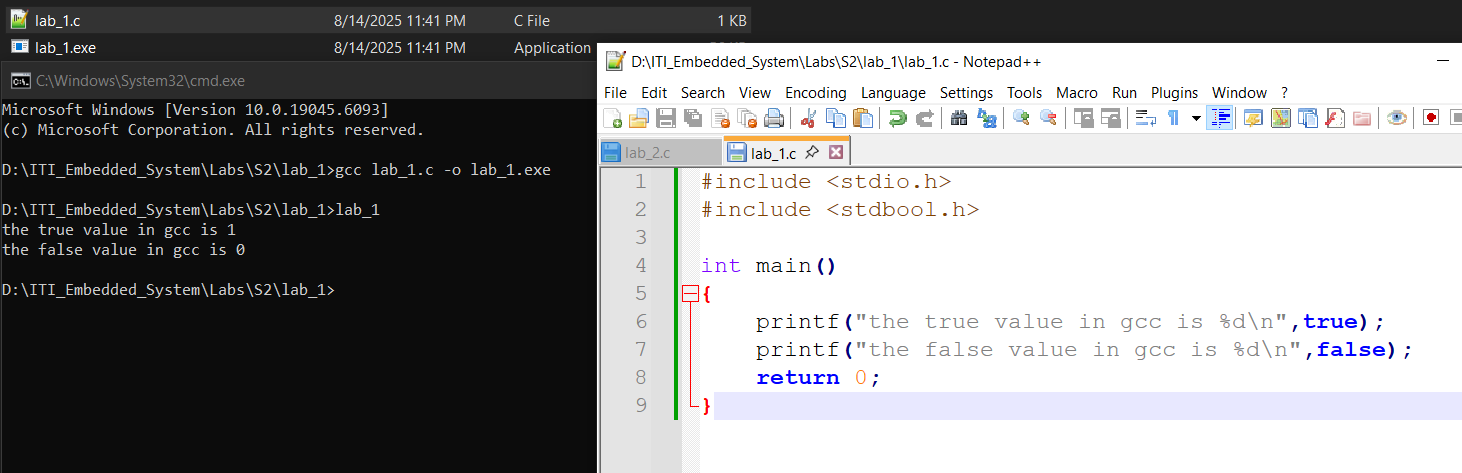 lab_1.c 8/14/2025 11:41 PM C File 1 KB
lab_1.exe 8/14/2025 11:41 PM Application
C:\Windows\System32\cmd.exe
Microsoft Windows [Version 10.0.19045.6093]
(c) Microsoft Corporation. All rights reserved.
D:\ITI_Embedded_System\Labs\S2\lab_1>gcc lab_1.c -o lab_1.exe
D:\ITI_Embedded_System\Labs\S2\lab_1>lab_1
the true value in gcc is 1
the false value in gcc is 0
D:\ITI_Embedded_System\Labs\S2\lab_1>
D:\ITI_Embedded_System\Labs\S2\lab_1\lab_1.c - Notepad++
File Edit Search View Encoding Language Settings Tools Macro Run Plugins Window ?
lab_2.c lab_1.c
1 #include <stdio.h>
2 #include <stdbool.h>
3
4 int main()
5 {
6 printf("the true value in gcc is %d\n",true);
7 printf("the false value in gcc is %d\n",false);
8 return 0;
9 }